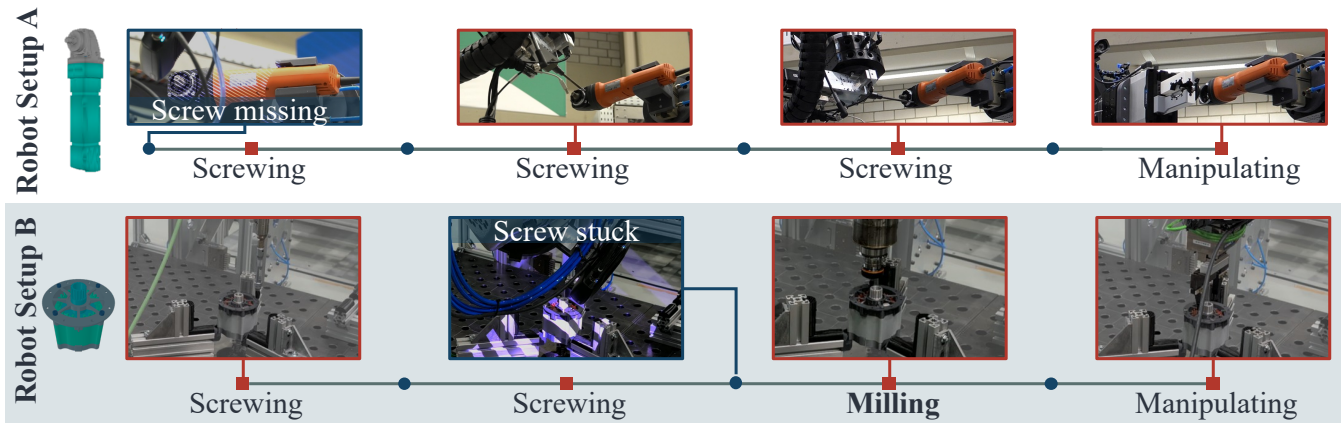 Robot Setup A
Screw missing
Screwing
Screwing
Screwing
Manipulating
Robot Setup B
Screw stuck
Screwing
Screwing
Milling
Manipulating